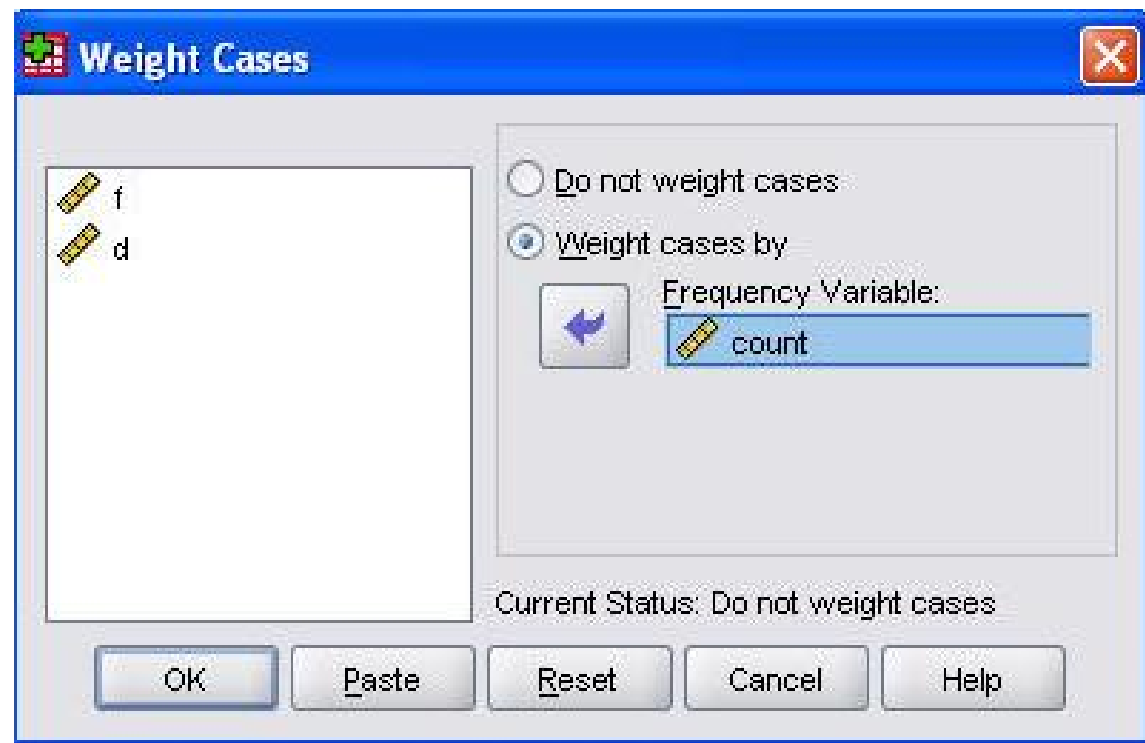 Weight Cases
f
d
Do not weight cases
Weight cases by
Frequency Variable:
count
Current Status: Do not weight cases
OK Paste Reset Cancel Help